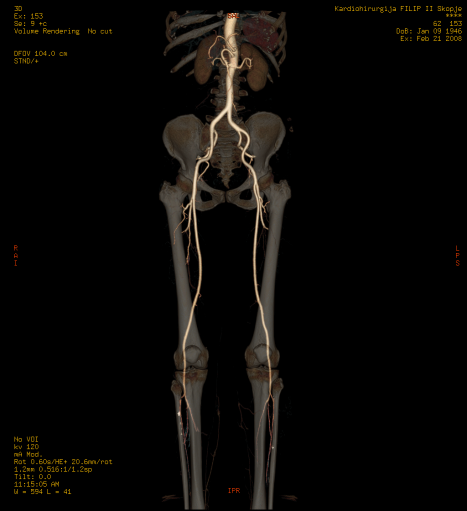 3D
Ex: 153
Se: 9 +c
Volume Rendering No cut
DFOV 104.0 cm
STND/+
Kardiohirurgija FILIP II Skopje
****
62 153
DoB: Jan 09 1946
Ex: Feb 21 2008
R
A
I
L
P
S
No VOI
kv 120
mA Mod.
Rot 0.60s/HE+ 20.6mm/rot
1.2mm 0.516:1/1.2sp
Tilt: 0.0
11:15:05 AM
W = 594 L = 41
IPR